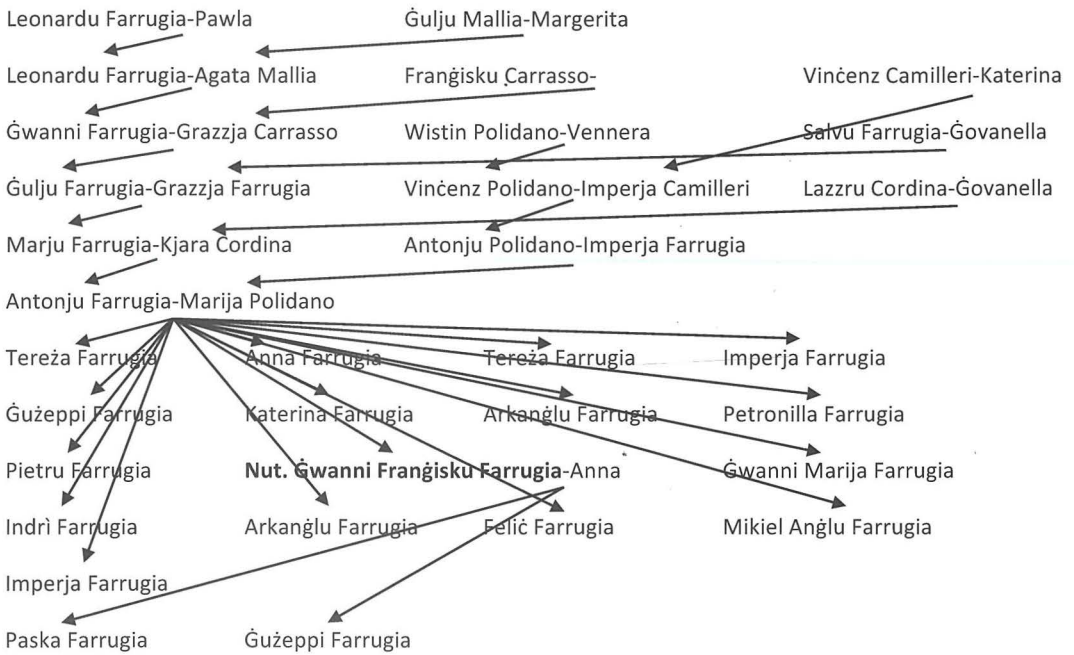 Leonardu Farrugia-Pawla Ġulju Mallia-Margerita
Leonardu Farrugia-Agata Mallia Franġisku Carrasso- Vinċenz Camilleri-Katerina
Ġwanni Farrugia-Grazzja Carrasso Wistin Polidano-Vennera Salvu Farrugia-Ġovanella
Ġulju Farrugia-Grazzja Farrugia Vinċenz Polidano-Imperja Camilleri Lazzru Cordina-Ġovanella
Marju Farrugia-Kjara Cordina Antonju Polidano-Imperja Farrugia
Antonju Farrugia-Marija Polidano
Tereża Farrugia Anna Farrugia Tereża Farrugia Imperja Farrugia
Ġużeppi Farrugia Katerina Farrugia Arkanġlu Farrugia Petronilla Farrugia
Pietru Farrugia Nut. Ġwanni Franġisku Farrugia-Anna Ġwanni Marija Farrugia
Indrì Farrugia Arkanġlu Farrugia Feliċ Farrugia Mikiel Anġlu Farrugia
Imperja Farrugia
Paska Farrugia Ġużeppi Farrugia